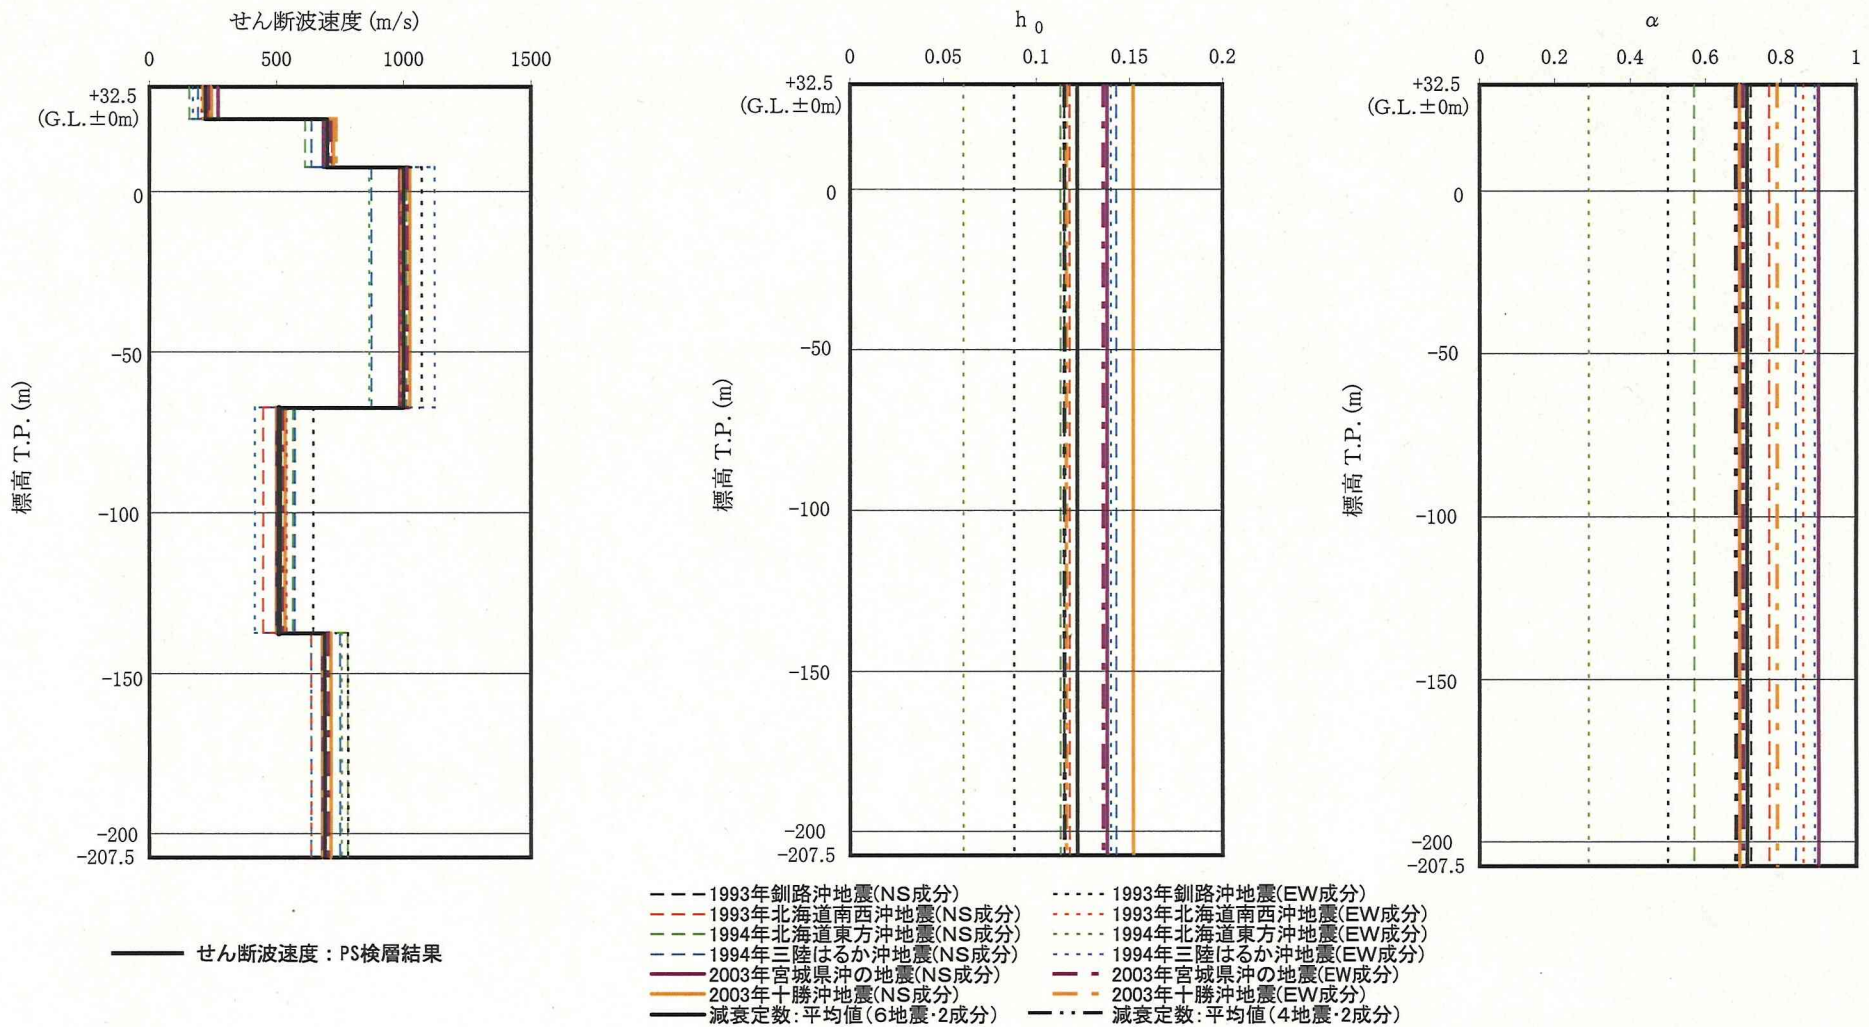 せん断波速度 (m/s)
0 500 1000 1500
+32.5
(G.L.±0m)
0
-50
-100
-150
-200
-207.5
標高 T.P. (m)
h0
0 0.05 0.1 0.15 0.2
+32.5
(G.L.±0m)
0
-50
-100
-150
-200
-207.5
標高 T.P. (m)
α
0 0.2 0.4 0.6 0.8 1
+32.5
(G.L.±0m)
0
-50
-100
-150
-200
-207.5
標高 T.P. (m)
せん断波速度：PS検層結果
1993年釧路沖地震(NS成分)
1993年北海道南西沖地震(NS成分)
1994年北海道東方沖地震(NS成分)
1994年三陸はるか沖地震(NS成分)
2003年宮城県沖の地震(NS成分)
2003年十勝沖地震(NS成分)
減衰定数:平均値(6地震･2成分)
1993年釧路沖地震(EW成分)
1993年北海道南西沖地震(EW成分)
1994年北海道東方沖地震(EW成分)
1994年三陸はるか沖地震(EW成分)
2003年宮城県沖の地震(EW成分)
2003年十勝沖地震(EW成分)
減衰定数:平均値(4地震･2成分)